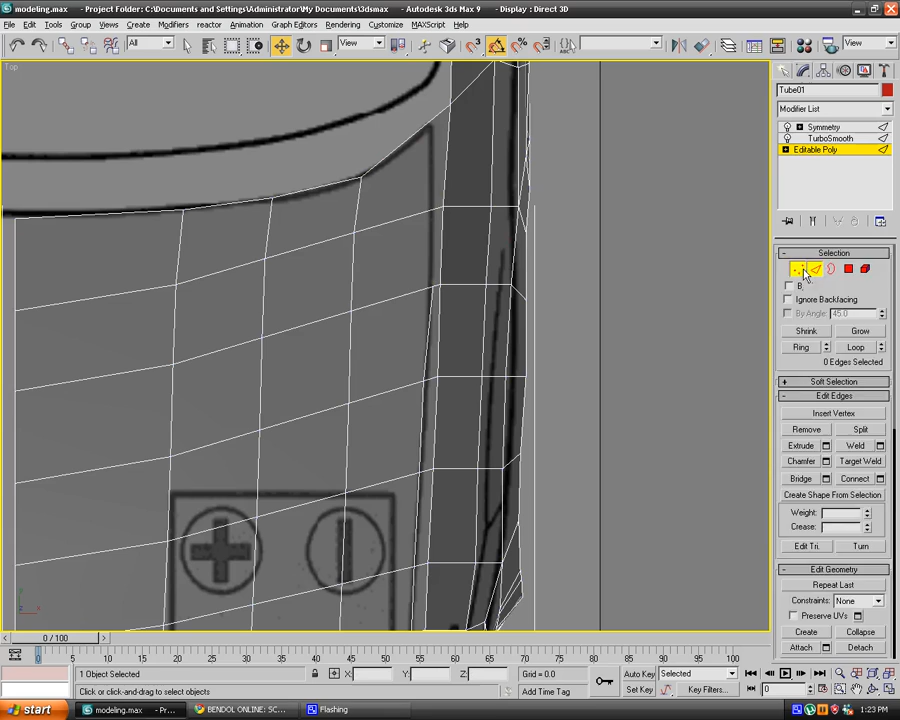 modeling.max - Project Folder: C:\Documents and Settings\Administrator\My Documents\3dsmax - Autodesk 3ds Max 9 - Display : Direct 3D
File Edit Tools Group Views Create Modifiers reactor Animation Graph Editors Rendering Customize MAXScript Help
All View View
Top
Tube01
Modifier List
Symmetry
TurboSmooth
Editable Poly
Selection
B
Ignore Backfacing
By Angle: 45.0
Shrink Grow
Ring Loop
0 Edges Selected
Soft Selection
Edit Edges
Insert Vertex
Remove Split
Extrude Weld
Chamfer Target Weld
Bridge Connect
Create Shape From Selection
Weight:
Crease:
Edit Tri. Turn
Edit Geometry
Repeat Last
Constraints: None
Preserve UVs
Create Collapse
Attach Detach
0 / 100
0 5 10 15 20 25 30 35 40 45 50 55 60 65 70 75 80 85 90 95 100
1 Object Selected X: Y: Z: Grid = 0.0 Auto Key Selected
Click or click-and-drag to select objects Add Time Tag Set Key Key Filters... 0
start modeling.max - Pr... BENDOL ONLINE: SC... Flashing 1:23 PM